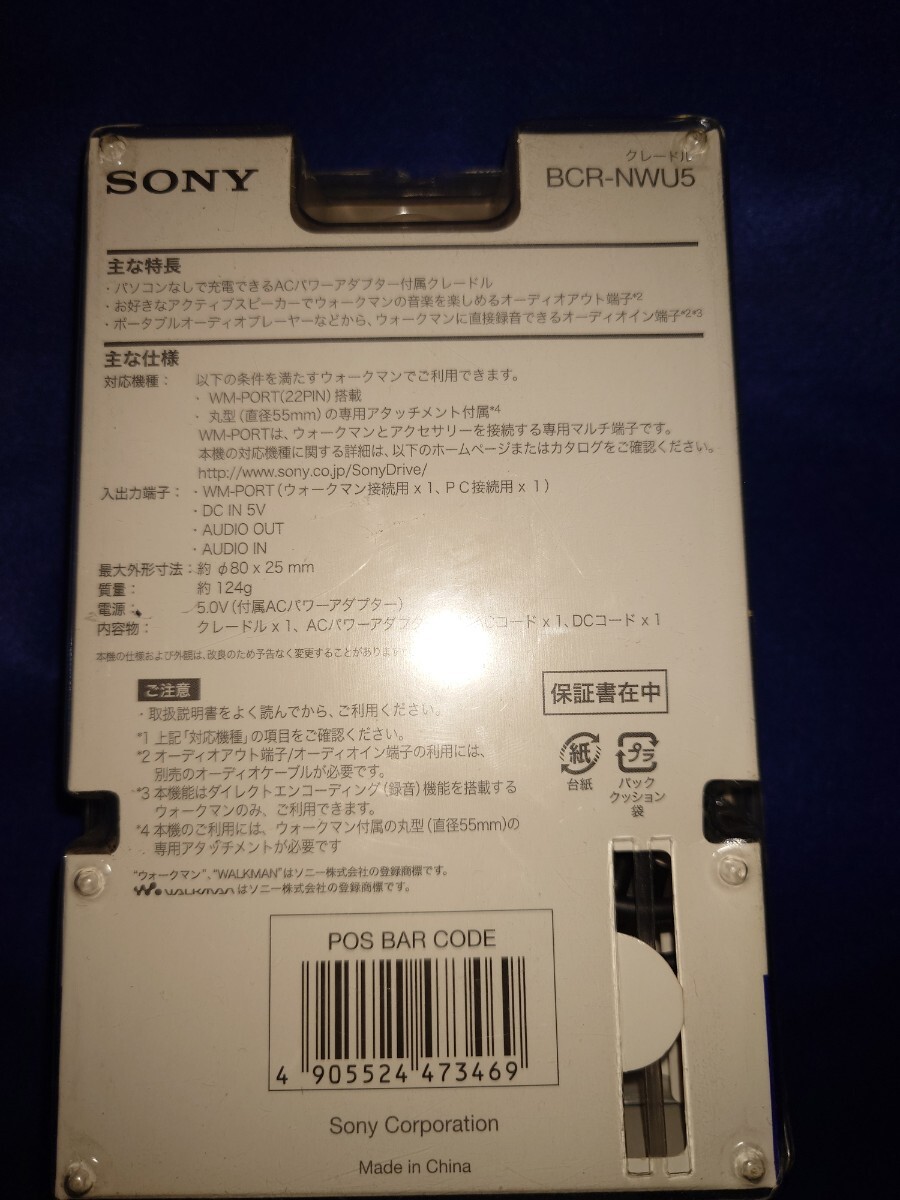 SONY
クレードル
BCR-NWU5
主な特長
・パソコンなしで充電できるACパワーアダプター付属クレードル
・お好きなアクティブスピーカーでウォークマンの音楽を楽しめるオーディオアウト端子*2
・ポータブルオーディオプレーヤーなどから、ウォークマンに直接録音できるオーディオイン端子*2*3
主な仕様
対応機種： 以下の条件を満たすウォークマンでご利用できます。
・ WM-PORT(22PIN)搭載
・ 丸型(直径55mm)の専用アタッチメント付属*4
WM-PORTは、ウォークマンとアクセサリーを接続する専用マルチ端子です。
本機の対応機種に関する詳細は、以下のホームページまたはカタログをご確認ください。
http://www.sony.co.jp/SonyDrive/
入出力端子：・WM-PORT(ウォークマン接続用 x 1、PC接続用 x 1)
・DC IN 5V
・AUDIO OUT
・AUDIO IN
最大外形寸法：約 φ80 x 25 mm
質量： 約 124g
電源： 5.0V(付属ACパワーアダプター)
内容物： クレードル x 1、ACパワーアダプタ コード x 1、DCコード x 1
本機の仕様および外観は、改良のため予告なく変更することがあります
ご注意
・取扱説明書をよく読んでから、ご利用ください。
*1 上記「対応機種」の項目をご確認ください。
*2 オーディオアウト端子/オーディオイン端子の利用には、
別売のオーディオケーブルが必要です。
*3 本機能はダイレクトエンコーディング(録音)機能を搭載する
ウォークマンのみ、ご利用できます。
*4 本機のご利用には、ウォークマン付属の丸型(直径55mm)の
専用アタッチメントが必要です
"ウォークマン"、"WALKMAN"はソニー株式会社の登録商標です。
W. WALKMAN はソニー株式会社の登録商標です。
保証書在中
紙
台紙
プラ
パック
クッション
袋
POS BAR CODE
4 905524 473469
Sony Corporation
Made in China